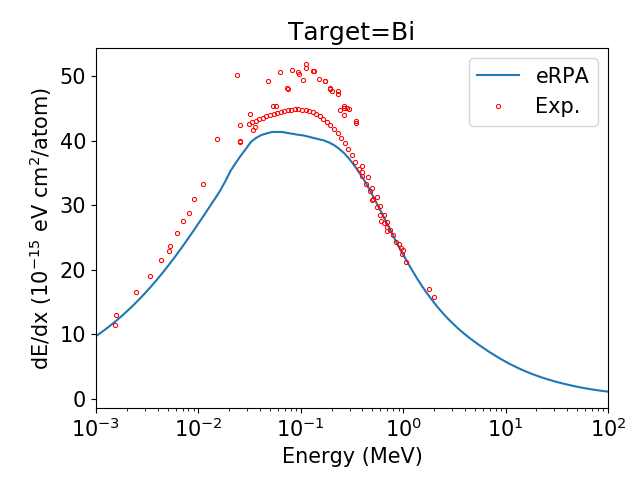 Target=Bi
eRPA
Exp.
dE/dx (10⁻¹⁵ eV cm²/atom)
50
40
30
20
10
0
10⁻³ 10⁻² 10⁻¹ 10⁰ 10¹ 10²
Energy (MeV)